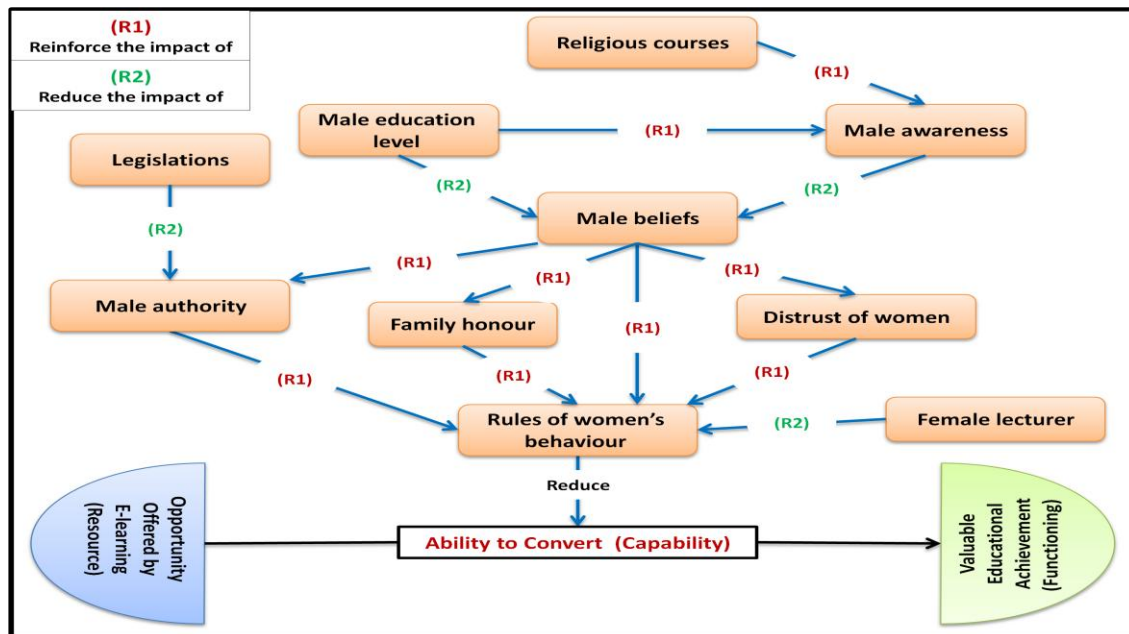 (R1)
Reinforce the impact of
(R2)
Reduce the impact of
Religious courses
(R1)
Male education
level
(R1)
Male awareness
Legislations
(R2)
(R2)
Male beliefs
(R2)
(R1)
(R1)
(R1)
Male authority
Family honour
(R1)
Distrust of women
(R1)
(R1)
(R1)
Rules of women’s
behaviour
(R2)
Female lecturer
Reduce
Opportunity
Offered by
E-learning
(Resource)
Ability to Convert (Capability)
Valuable
Educational
Achievement
(Functioning)